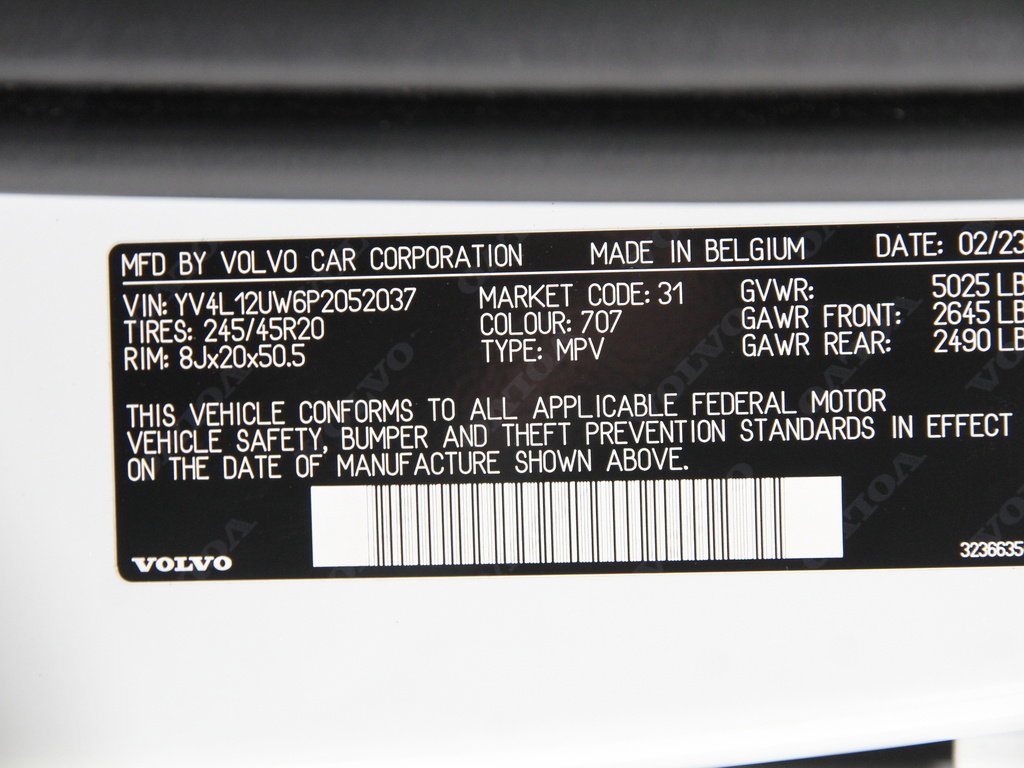 MFD BY VOLVO CAR CORPORATION MADE IN BELGIUM DATE: 02/23
VIN: YV4L12UW6P2052037 MARKET CODE: 31 GVWR: 5025 LB
TIRES: 245/45R20 COLOUR: 707 GAWR FRONT: 2645 LB
RIM: 8Jx20x50.5 TYPE: MPV GAWR REAR: 2490 LB
THIS VEHICLE CONFORMS TO ALL APPLICABLE FEDERAL MOTOR
VEHICLE SAFETY, BUMPER AND THEFT PREVENTION STANDARDS IN EFFECT
ON THE DATE OF MANUFACTURE SHOWN ABOVE.
VOLVO 3236635